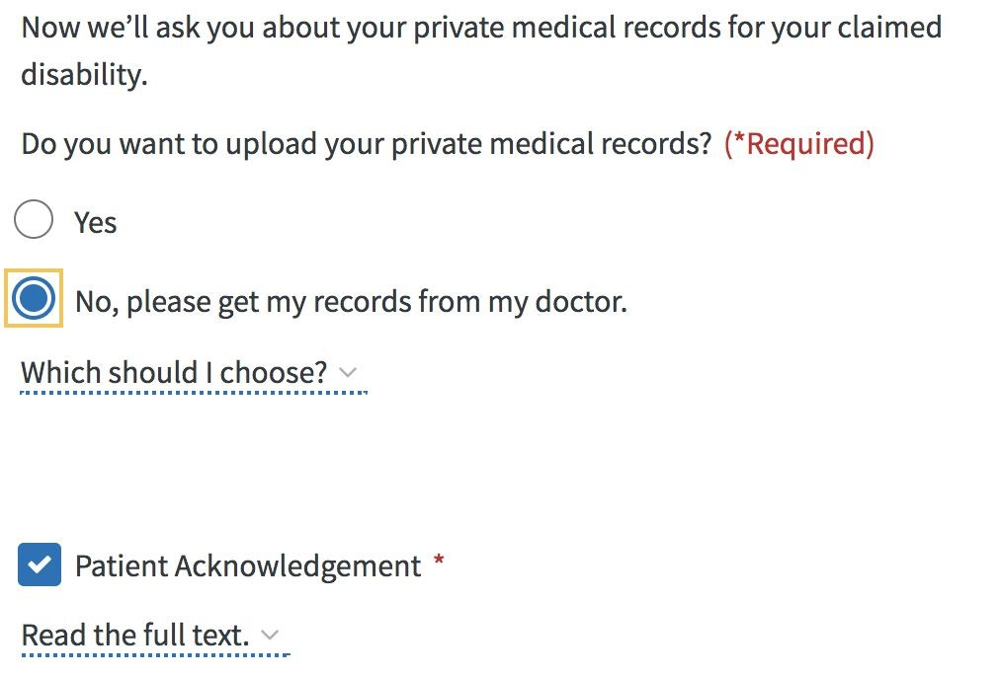 Now we’ll ask you about your private medical records for your claimed
disability.
Do you want to upload your private medical records? (*Required)
Yes
No, please get my records from my doctor.
Which should I choose?
Patient Acknowledgement *
Read the full text.